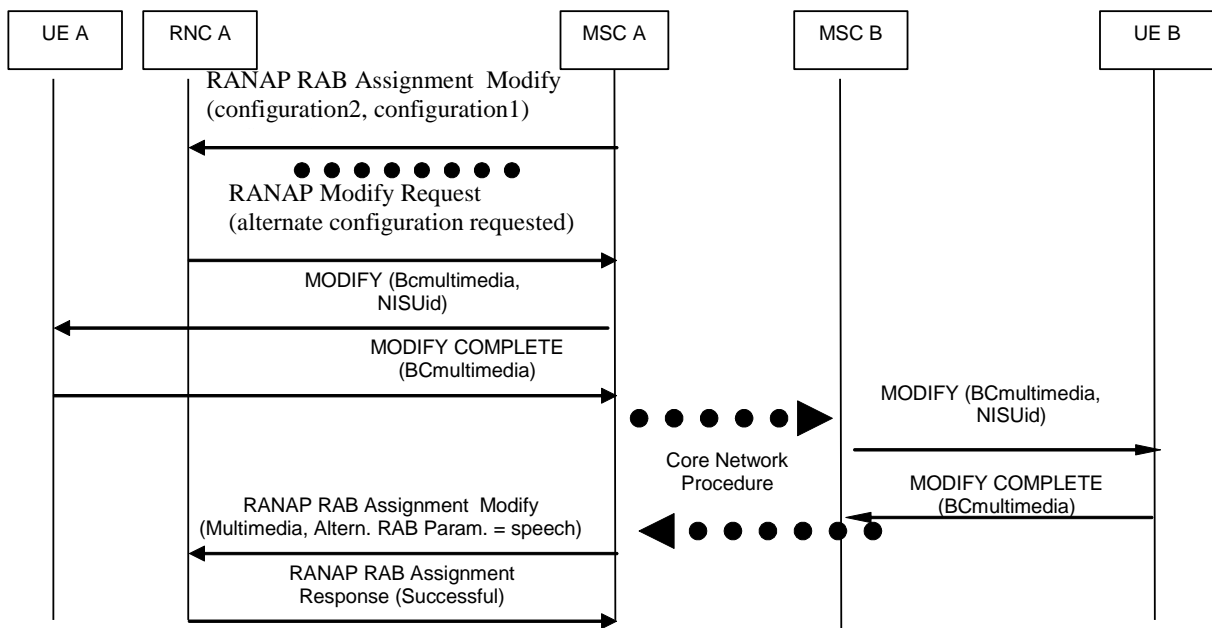 UE A
RNC A
MSC A
MSC B
UE B
RANAP RAB Assignment Modify
(configuration2, configuration1)
RANAP Modify Request
(alternate configuration requested)
MODIFY (Bcmultimedia,
NISUid)
MODIFY COMPLETE
(BCmultimedia)
MODIFY (BCmultimedia,
NISUid)
Core Network
Procedure
MODIFY COMPLETE
(BCmultimedia)
RANAP RAB Assignment Modify
(Multimedia, Altern. RAB Param. = speech)
RANAP RAB Assignment
Response (Successful)